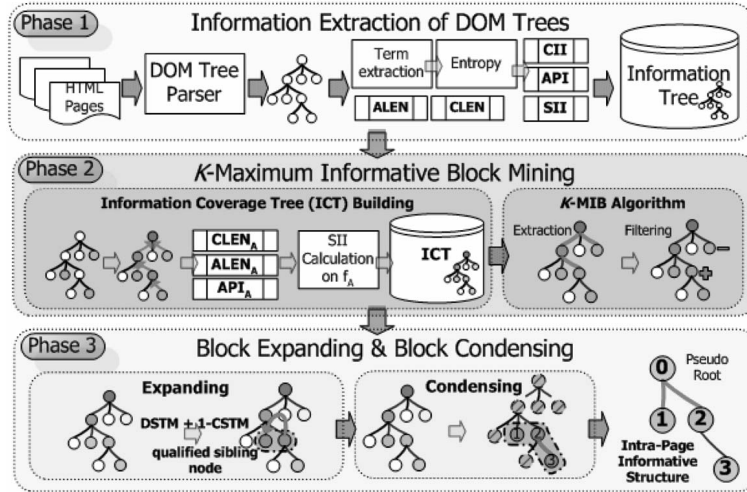 Phase 1
Information Extraction of DOM Trees
HTML
Pages
DOM Tree
Parser
Term
extraction
Entropy
ALEN
CLEN
CII
API
SII
Information
Tree
Phase 2
K-Maximum Informative Block Mining
Information Coverage Tree (ICT) Building
CLENA
ALENA
APIA
SII
Calculation
on fA
ICT
K-MIB Algorithm
Extraction
Filtering
Phase 3
Block Expanding & Block Condensing
Expanding
DSTM + 1-CSTM
qualified sibling
node
Condensing
1
2
3
0
Pseudo
Root
1
2
Intra-Page
Informative
Structure
3